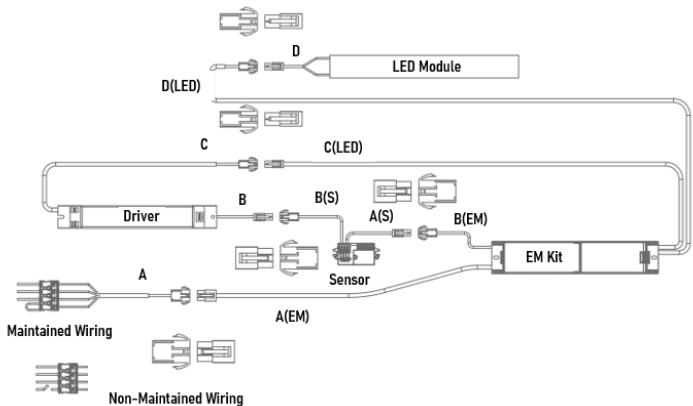 D
LED Module
D(LED)
C
C(LED)
B
B(S)
A(S)
B(EM)
Driver
EM Kit
Sensor
A
A(EM)
Maintained Wiring
Non-Maintained Wiring